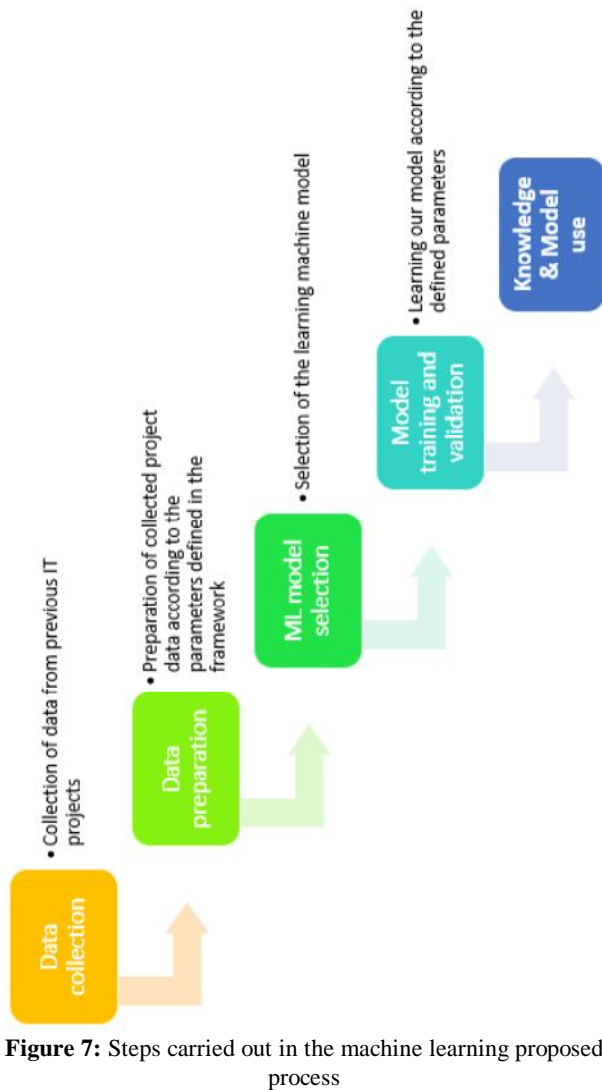 Data
collection
• Collection of data from previous IT
projects
Data
preparation
• Preparation of collected project
data according to the
parameters defined in the
framework
ML model
selection
• Selection of the learning machine model
Model
training and
validation
• Learning our model according to the
defined parameters
Knowledge
& Model
use
Figure 7: Steps carried out in the machine learning proposed
process